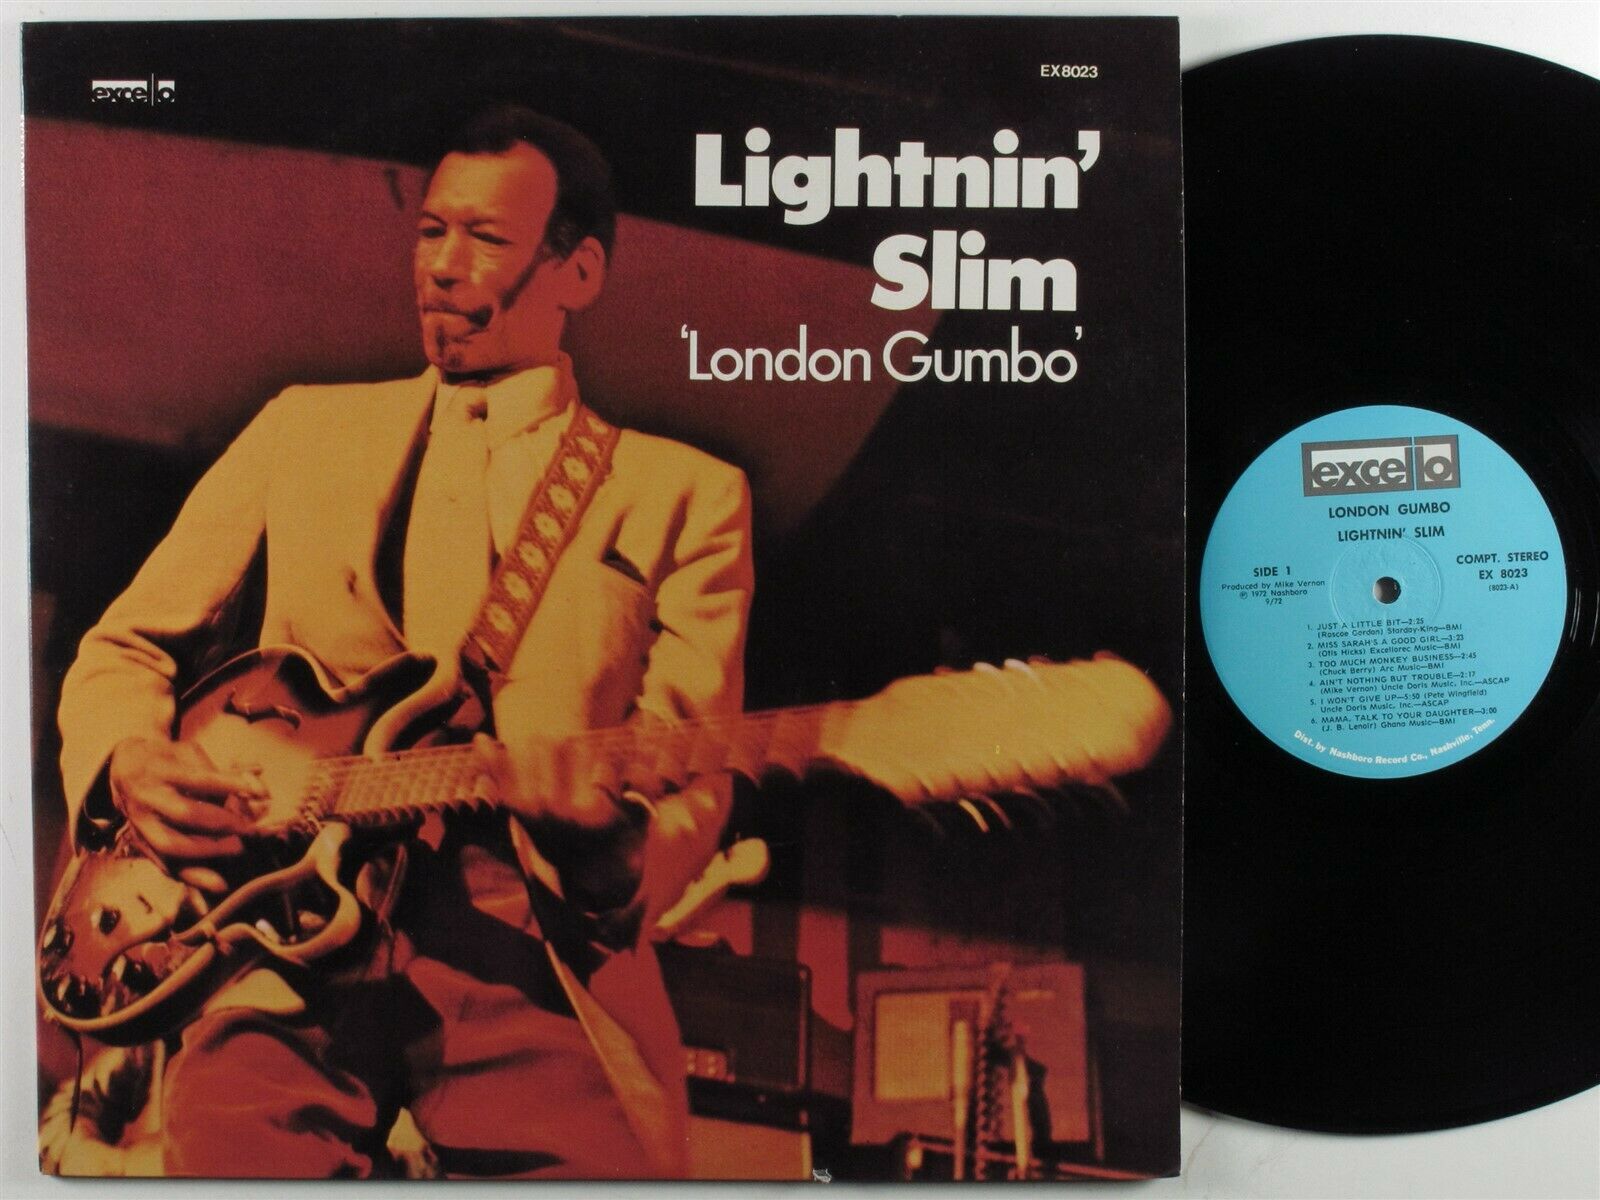 excello
EX8023
Lightnin'
Slim
'London Gumbo'
excello
LONDON GUMBO
LIGHTNIN' SLIM
COMPT. STEREO
SIDE 1
EX 8023
Produced by Mike Vernon
(8023-A)
℗ 1972 Nashboro
9/72
1. JUST A LITTLE BIT—2:25
(Roscoe Gordon) Starday-King—BMI
2. MISS SARAH'S A GOOD GIRL—3:23
(Otis Hicks) Excellorec Music—BMI
3. TOO MUCH MONKEY BUSINESS—2:45
(Chuck Berry) Arc Music—BMI
4. AIN'T NOTHING BUT TROUBLE—2:17
(Mike Vernon) Uncle Doris Music, Inc.—ASCAP
5. I WON'T GIVE UP—5:50 (Pete Wingfield)
Uncle Doris Music, Inc.—ASCAP
6. MAMA, TALK TO YOUR DAUGHTER—3:00
(J. B. Lenoir) Ghana Music—BMI
Dist. by Nashboro Record Co., Nashville, Tenn.